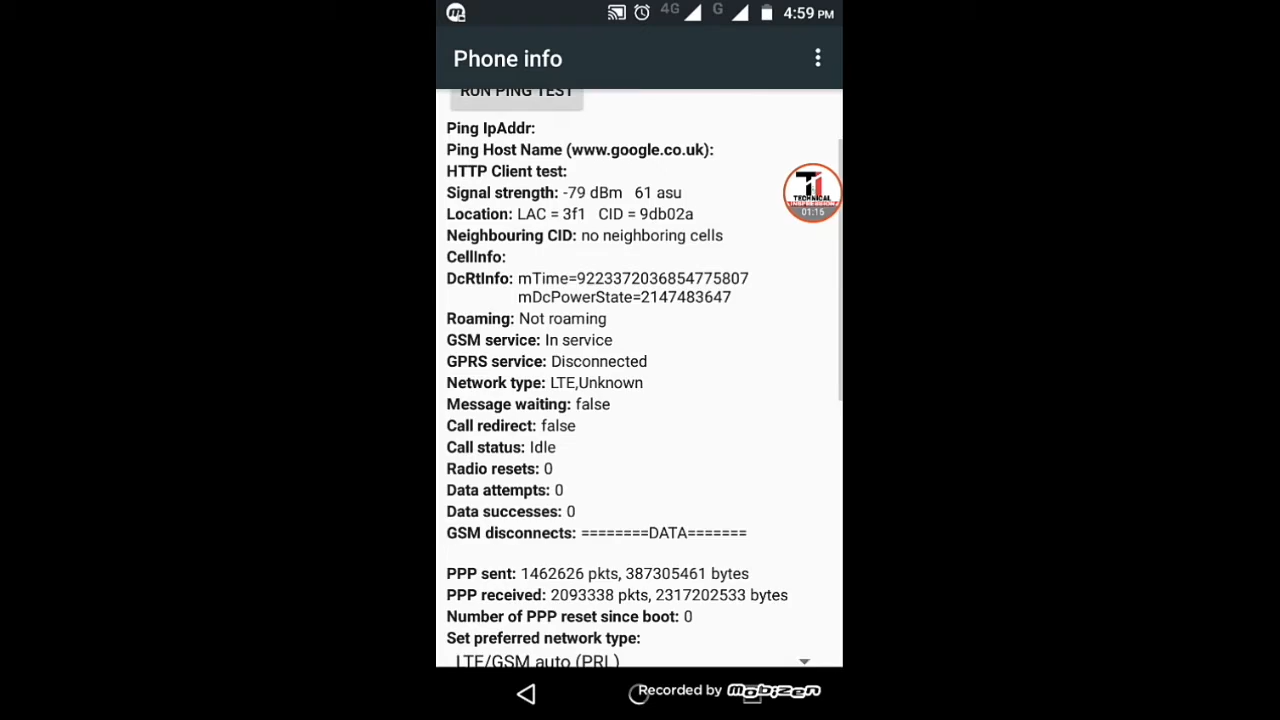 4G G 4:59 PM
Phone info
RUN PING TEST
Ping IpAddr:
Ping Host Name (www.google.co.uk):
HTTP Client test:
Signal strength: -79 dBm 61 asu
Location: LAC = 3f1 CID = 9db02a
Neighbouring CID: no neighboring cells
CellInfo:
DcRtInfo: mTime=9223372036854775807
mDcPowerState=2147483647
Roaming: Not roaming
GSM service: In service
GPRS service: Disconnected
Network type: LTE,Unknown
Message waiting: false
Call redirect: false
Call status: Idle
Radio resets: 0
Data attempts: 0
Data successes: 0
GSM disconnects: ========DATA=======
PPP sent: 1462626 pkts, 387305461 bytes
PPP received: 2093338 pkts, 2317202533 bytes
Number of PPP reset since boot: 0
Set preferred network type:
LTE/GSM auto (PRL)
TECHNICAL
01:15
Recorded by Mobizen